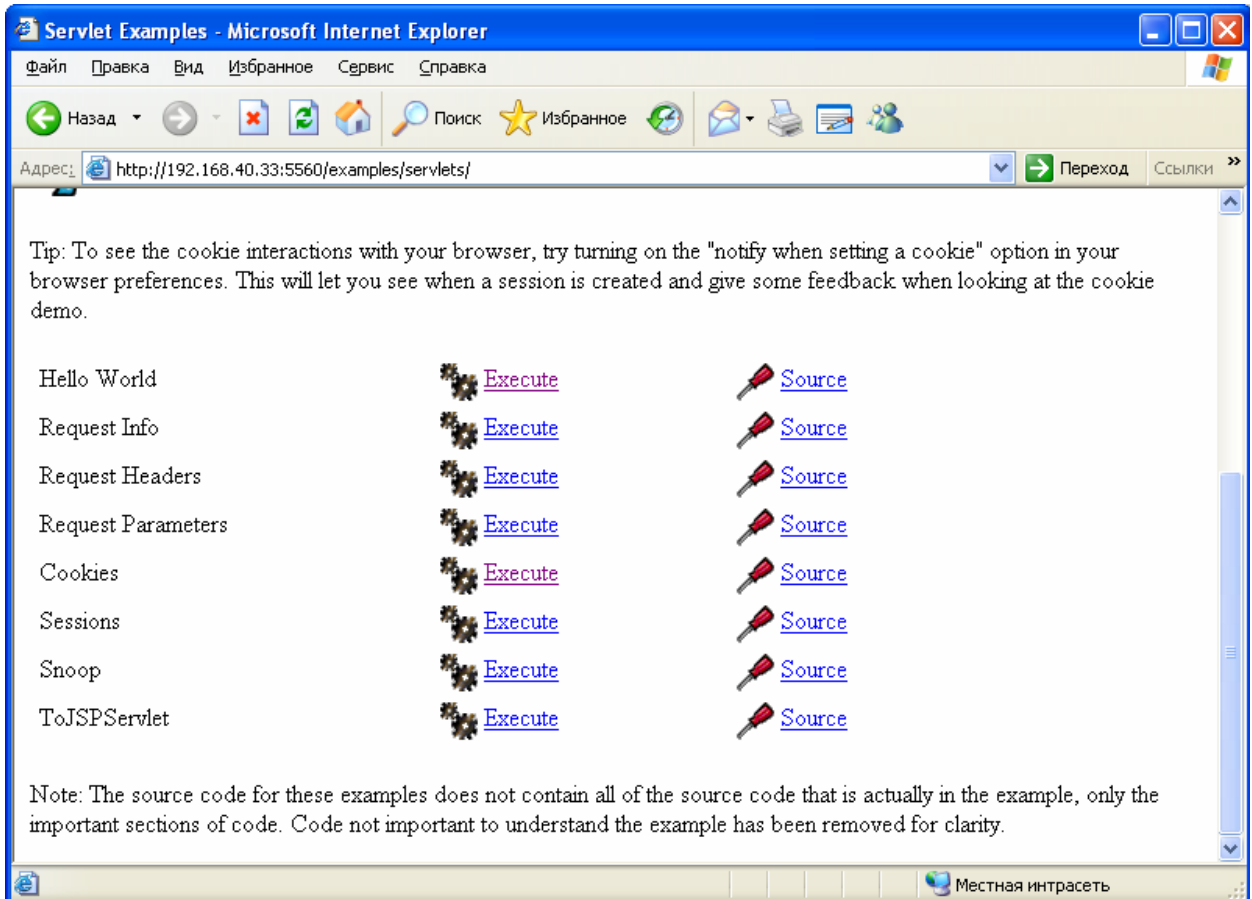 Servlet Examples - Microsoft Internet Explorer
Файл Правка Вид Избранное Сервис Справка
Назад Поиск Избранное
Адрес: http://192.168.40.33:5560/examples/servlets/ Переход Ссылки »
Tip: To see the cookie interactions with your browser, try turning on the "notify when setting a cookie" option in your
browser preferences. This will let you see when a session is created and give some feedback when looking at the cookie
demo.
Hello World Execute Source
Request Info Execute Source
Request Headers Execute Source
Request Parameters Execute Source
Cookies Execute Source
Sessions Execute Source
Snoop Execute Source
ToJSPServlet Execute Source
Note: The source code for these examples does not contain all of the source code that is actually in the example, only the
important sections of code. Code not important to understand the example has been removed for clarity.
Местная интрасеть